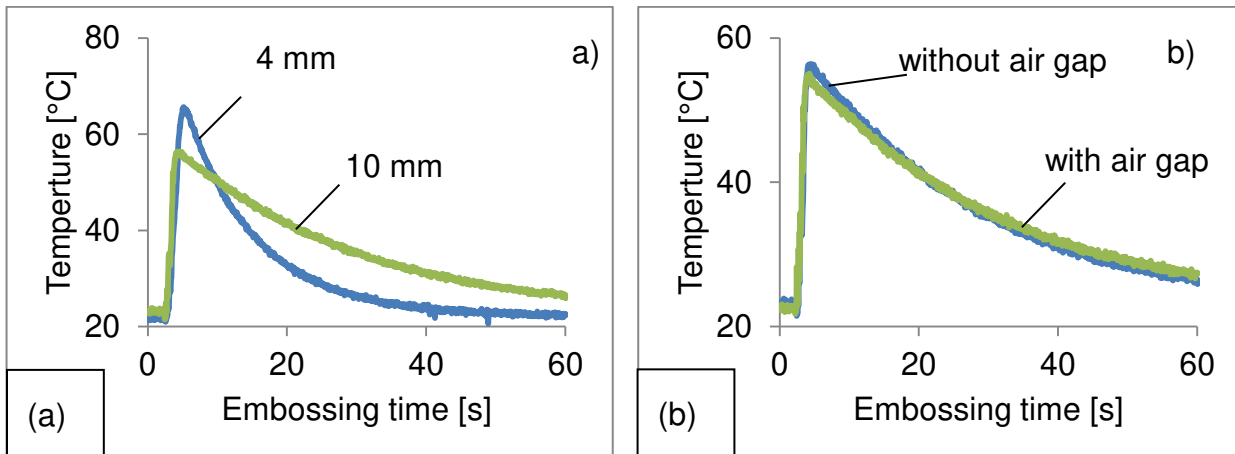 80
60
40
20
0 20 40 60
Temperture [°C]
Embossing time [s]
4 mm
10 mm
a)
(a)
60
40
20
0 20 40 60
Temperture [°C]
Embossing time [s]
without air gap
with air gap
b)
(b)